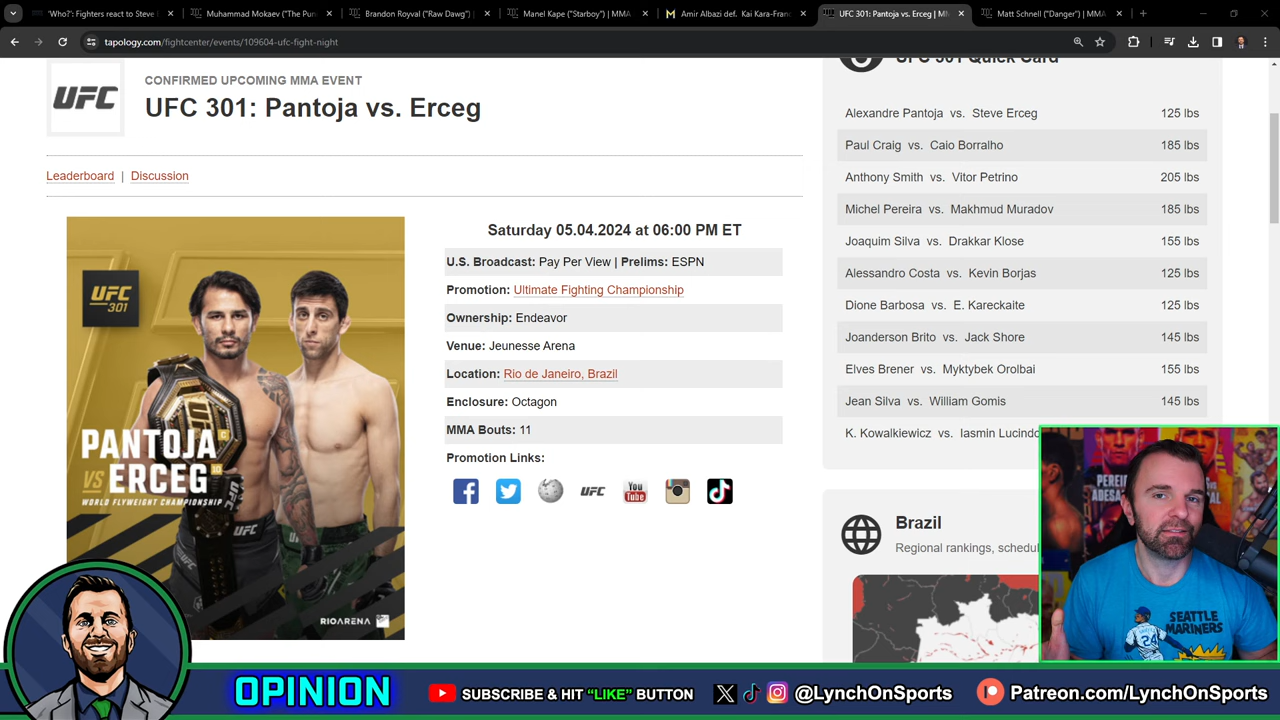 'Who?': Fighters react to Steve
Muhammad Mokaev ("The Pun
Brandon Royval ("Raw Dawg") |
Manel Kape ("Starboy") | MMA
Amir Albazi def. Kai Kara-Franc
UFC 301: Pantoja vs. Erceg | MM
Matt Schnell ("Danger") | MMA
tapology.com/fightcenter/events/109604-ufc-fight-night
UFC
CONFIRMED UPCOMING MMA EVENT
UFC 301: Pantoja vs. Erceg
Leaderboard | Discussion
UFC
301
PANTOJA C
VS ERCEG 10
WORLD FLYWEIGHT CHAMPIONSHIP
RIOARENA
Saturday 05.04.2024 at 06:00 PM ET
U.S. Broadcast: Pay Per View | Prelims: ESPN
Promotion: Ultimate Fighting Championship
Ownership: Endeavor
Venue: Jeunesse Arena
Location: Rio de Janeiro, Brazil
Enclosure: Octagon
MMA Bouts: 11
Promotion Links:
UFC
You
Tube
UFC 301 Quick Card
Alexandre Pantoja vs. Steve Erceg 125 lbs
Paul Craig vs. Caio Borralho 185 lbs
Anthony Smith vs. Vitor Petrino 205 lbs
Michel Pereira vs. Makhmud Muradov 185 lbs
Joaquim Silva vs. Drakkar Klose 155 lbs
Alessandro Costa vs. Kevin Borjas 125 lbs
Dione Barbosa vs. E. Kareckaite 125 lbs
Joanderson Brito vs. Jack Shore 145 lbs
Elves Brener vs. Myktybek Orolbai 155 lbs
Jean Silva vs. William Gomis 145 lbs
K. Kowalkiewicz vs. Iasmin Lucindo
Brazil
Regional rankings, schedul
PEREI
ADESA
SEATTLE
MARINERS
24
OPINION
SUBSCRIBE & HIT "LIKE" BUTTON
@LynchOnSports
Patreon.com/LynchOnSports